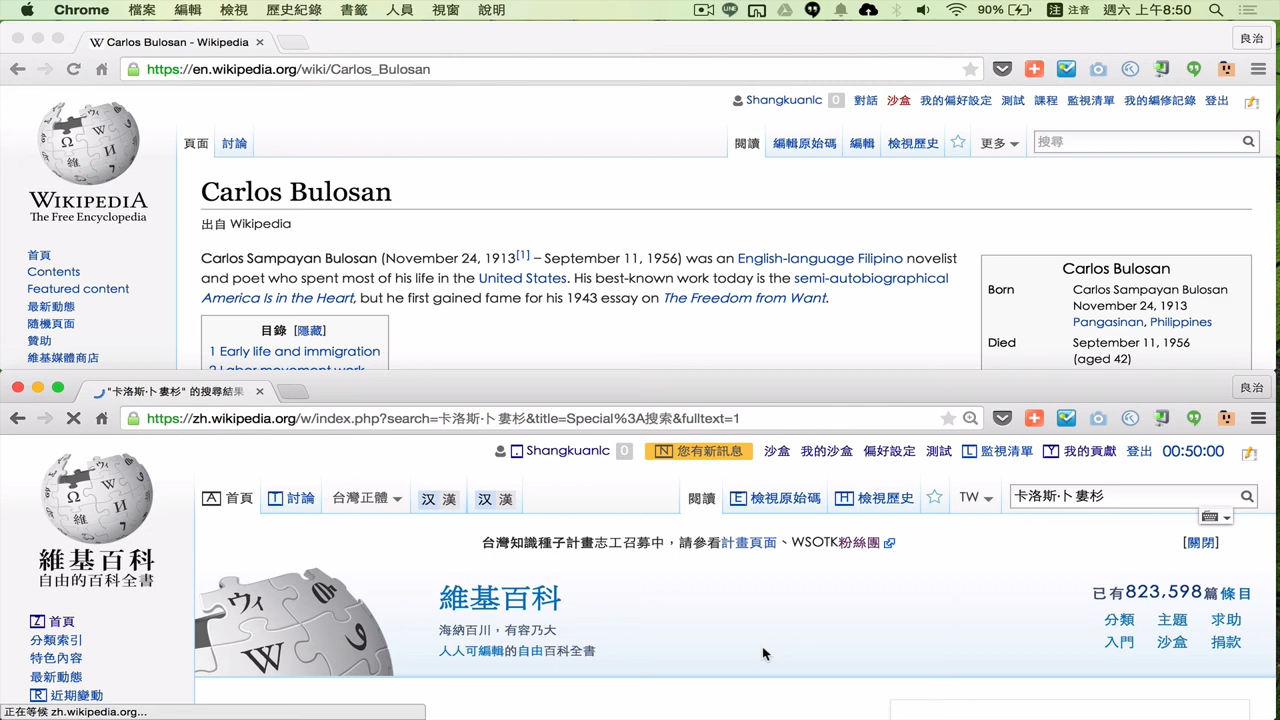 Chrome 檔案 編輯 檢視 歷史紀錄 書籤 人員 視窗 說明 90% 注 注音 週六 上午8:50
Carlos Bulosan - Wikipedia 良治
https://en.wikipedia.org/wiki/Carlos_Bulosan
Shangkuanlc 0 對話 沙盒 我的偏好設定 測試 課程 監視清單 我的編修記錄 登出
頁面 討論 閱讀 編輯原始碼 編輯 檢視歷史 更多 搜尋
WIKIPEDIA
The Free Encyclopedia
首頁
Contents
Featured content
最新動態
隨機頁面
贊助
維基媒體商店
Carlos Bulosan
出自 Wikipedia
Carlos Sampayan Bulosan (November 24, 1913[1] – September 11, 1956) was an English-language Filipino novelist
and poet who spent most of his life in the United States. His best-known work today is the semi-autobiographical
America Is in the Heart, but he first gained fame for his 1943 essay on The Freedom from Want.
目錄 [隱藏]
1 Early life and immigration
2 Labor movement work
Carlos Bulosan
Born Carlos Sampayan Bulosan
November 24, 1913
Pangasinan, Philippines
Died September 11, 1956
(aged 42)
"卡洛斯·卜婁杉" 的搜尋結果 良治
https://zh.wikipedia.org/w/index.php?search=卡洛斯·卜婁杉&title=Special%3A搜索&fulltext=1
Shangkuanlc 0 N 您有新訊息 沙盒 我的沙盒 偏好設定 測試 L 監視清單 Y 我的貢獻 登出 00:50:00
A 首頁 T 討論 台灣正體 汉 漢 汉 漢 閱讀 E 檢視原始碼 H 檢視歷史 TW 卡洛斯·卜婁杉
維基百科
自由的百科全書
Z 首頁
分類索引
特色內容
最新動態
R 近期變動
台灣知識種子計畫志工召募中，請參看計畫頁面、WSOTK粉絲團 [關閉]
維基百科
海納百川，有容乃大
人人可編輯的自由百科全書
已有823,598篇條目
分類 主題 求助
入門 沙盒 捐款
正在等候 zh.wikipedia.org...